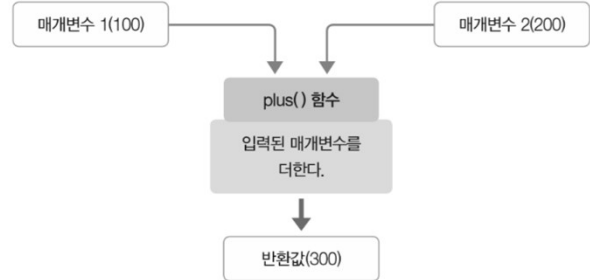 매개변수 1(100)
매개변수 2(200)
plus( ) 함수
입력된 매개변수를
더한다.
반환값(300)